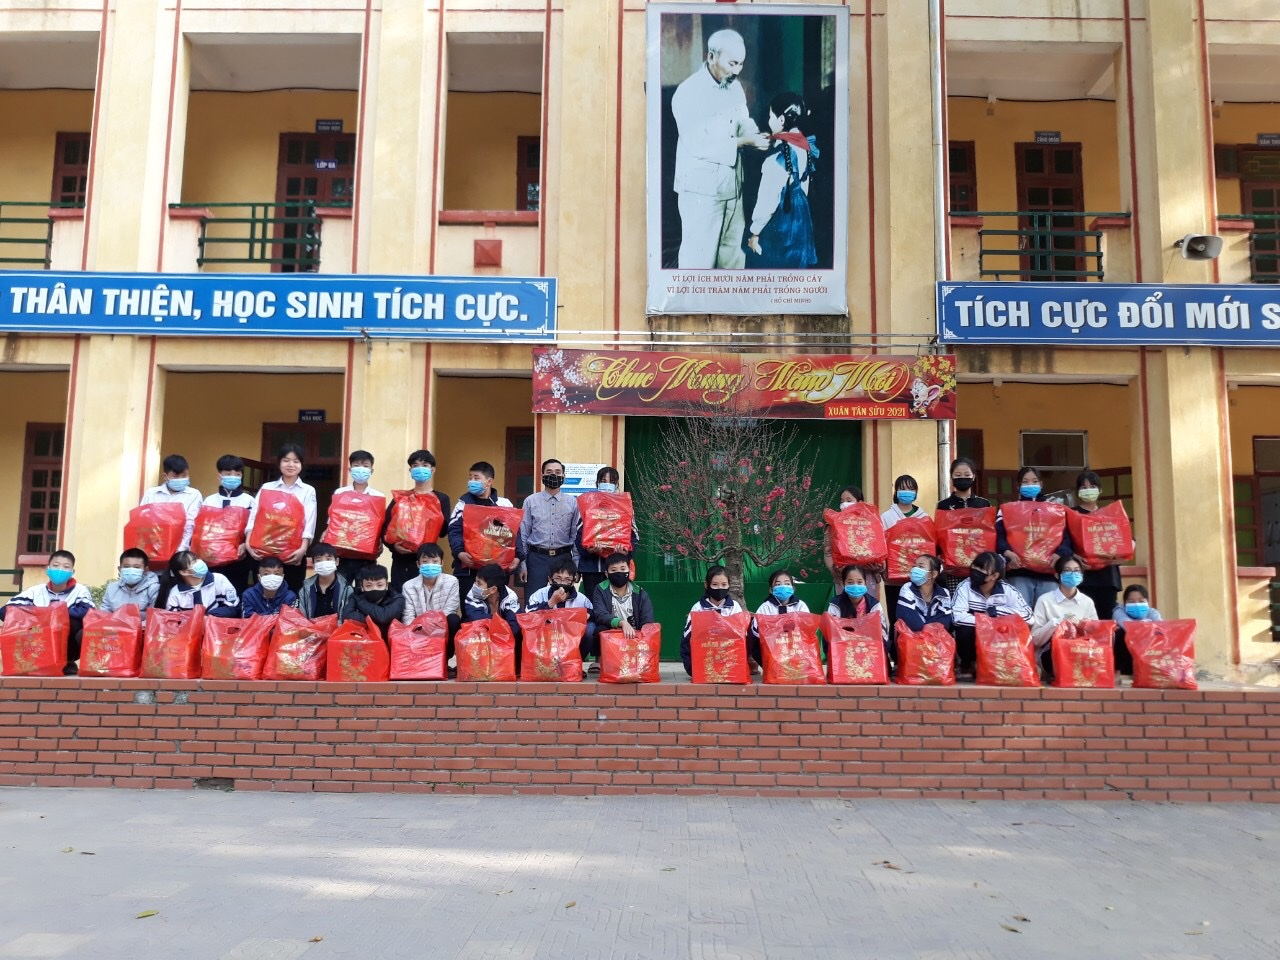 LỚP 6A
VÌ LỢI ÍCH MƯỜI NĂM PHẢI TRỒNG CÂY
VÌ LỢI ÍCH TRĂM NĂM PHẢI TRỒNG NGƯỜI
( HỒ CHÍ MINH )
THÂN THIỆN, HỌC SINH TÍCH CỰC.
TÍCH CỰC ĐỔI MỚI S
Chúc Mừng Năm Mới
XUÂN TÂN SỬU 2021